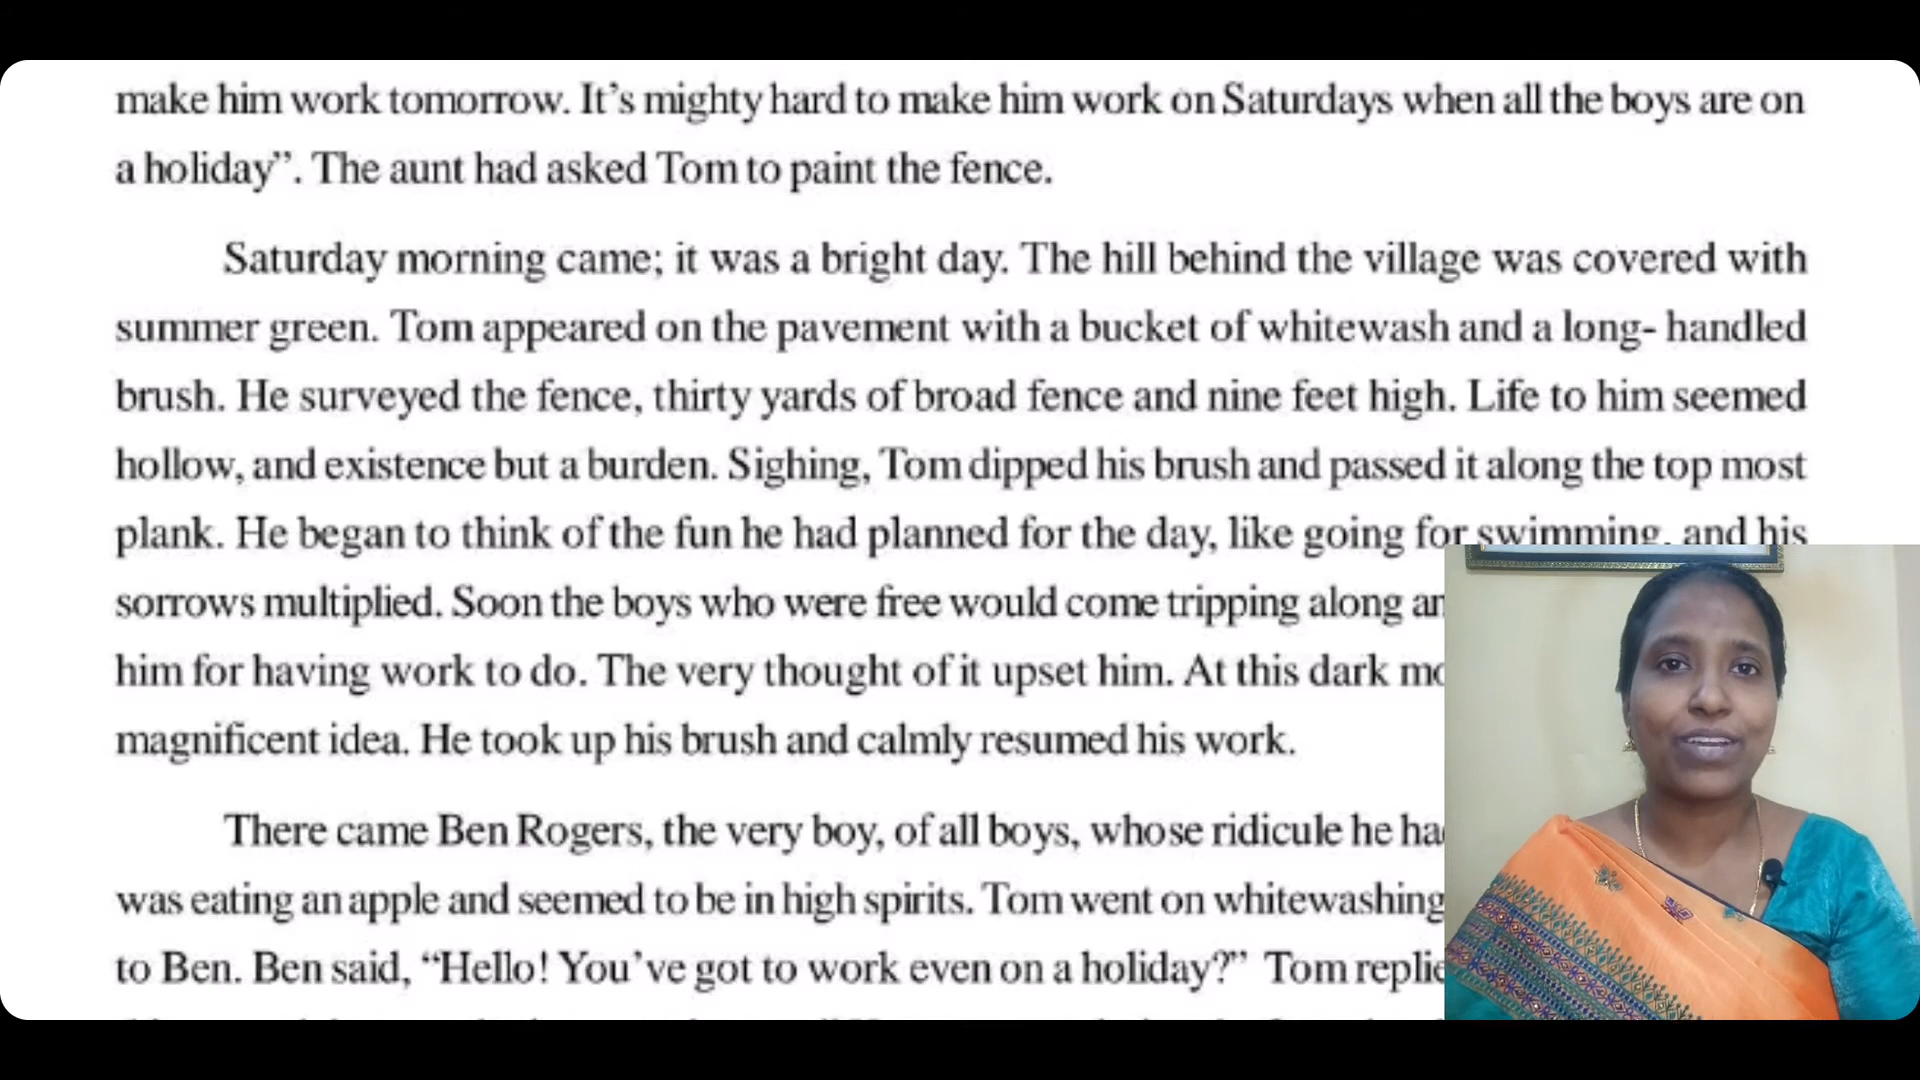 make him work tomorrow. It’s mighty hard to make him work on Saturdays when all the boys are on
a holiday”. The aunt had asked Tom to paint the fence.
Saturday morning came; it was a bright day. The hill behind the village was covered with
summer green. Tom appeared on the pavement with a bucket of whitewash and a long- handled
brush. He surveyed the fence, thirty yards of broad fence and nine feet high. Life to him seemed
hollow, and existence but a burden. Sighing, Tom dipped his brush and passed it along the top most
plank. He began to think of the fun he had planned for the day, like going for swimming, and his
sorrows multiplied. Soon the boys who were free would come tripping along
him for having work to do. The very thought of it upset him. At this dark
magnificent idea. He took up his brush and calmly resumed his work.
There came Ben Rogers, the very boy, of all boys, whose ridicule he
was eating an apple and seemed to be in high spirits. Tom went on whitewashing
to Ben. Ben said, “Hello! You’ve got to work even on a holiday?” Tom